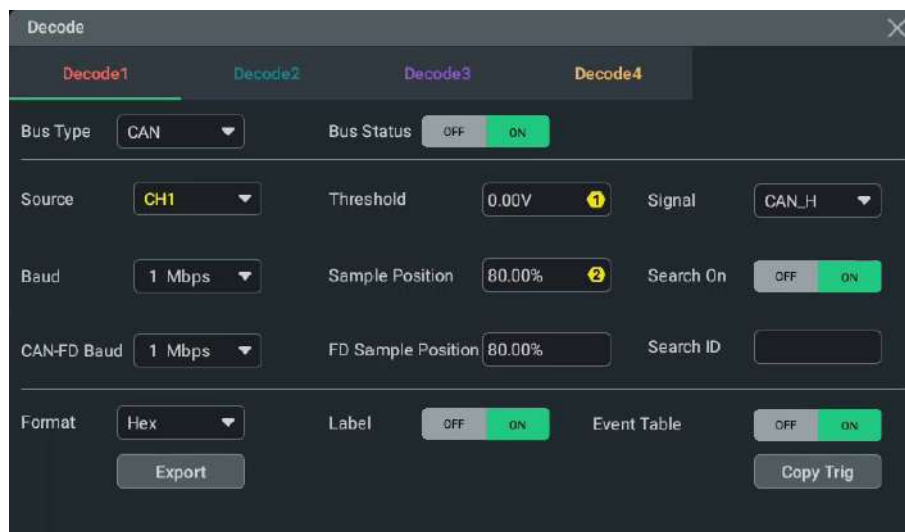 Decode
Decode1 Decode2 Decode3 Decode4
Bus Type CAN Bus Status OFF ON
Source CH1 Threshold 0.00V 1 Signal CAN_H
Baud 1 Mbps Sample Position 80.00% 2 Search On OFF ON
CAN-FD Baud 1 Mbps FD Sample Position 80.00% Search ID
Format Hex Label OFF ON Event Table OFF ON
Export Copy Trig